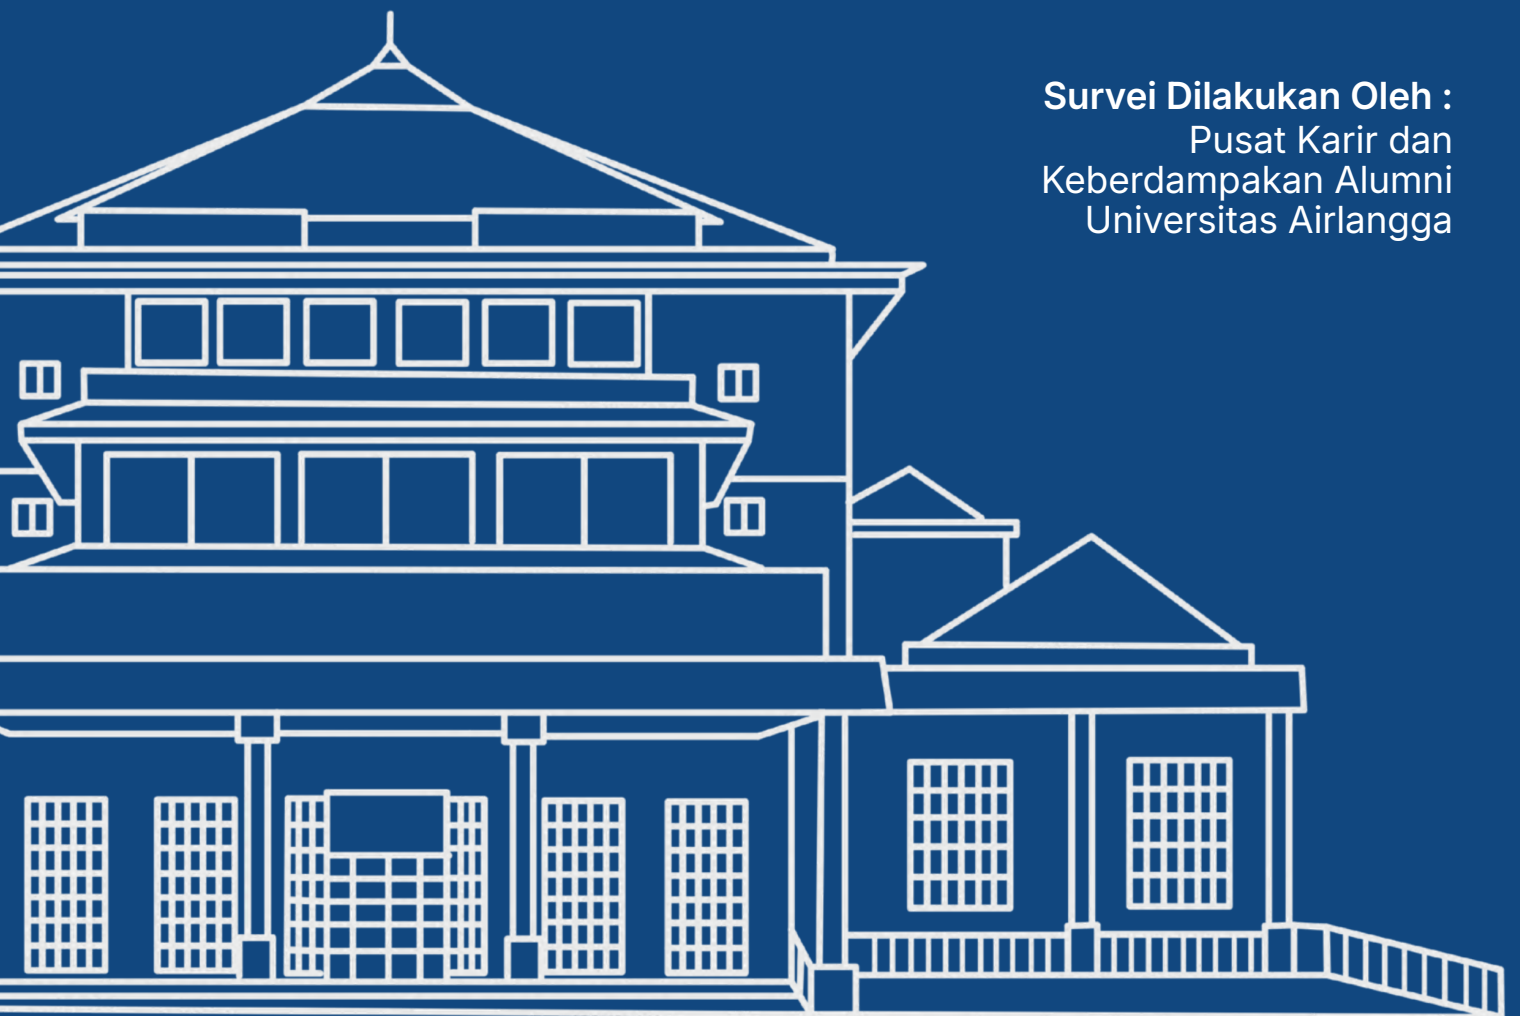 Survei Dilakukan Oleh :
Pusat Karir dan
Keberdampakan Alumni
Universitas Airlangga